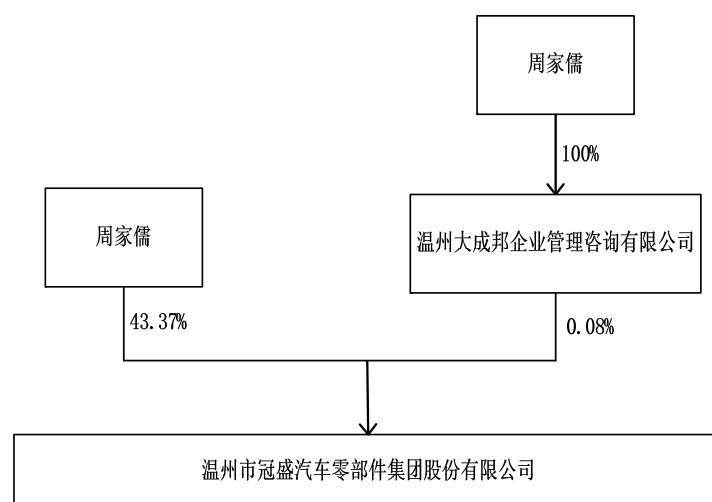 周家儒
100%
周家儒
温州大成邦企业管理咨询有限公司
43.37%
0.08%
温州市冠盛汽车零部件集团股份有限公司